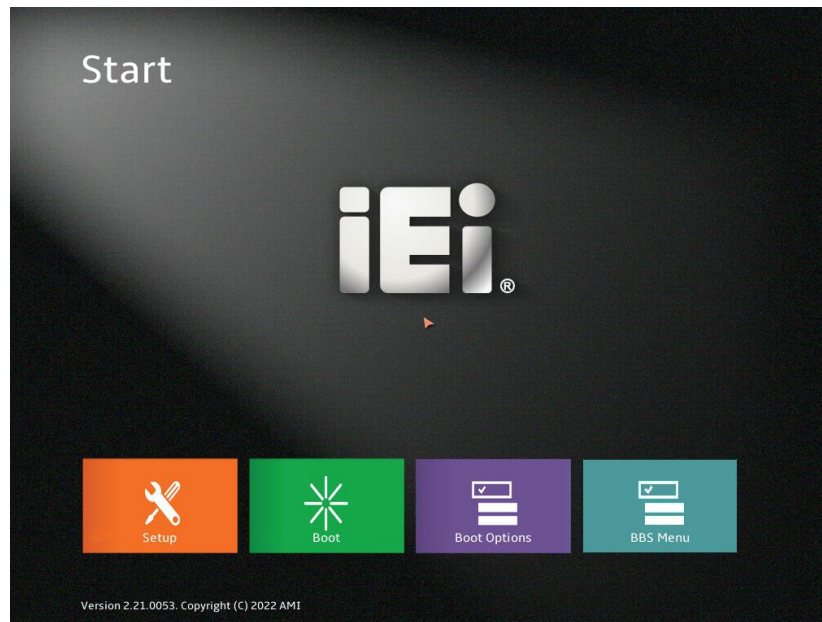 Start
iEi®
Setup
Boot
Boot Options
BBS Menu
Version 2.21.0053. Copyright (C) 2022 AMI